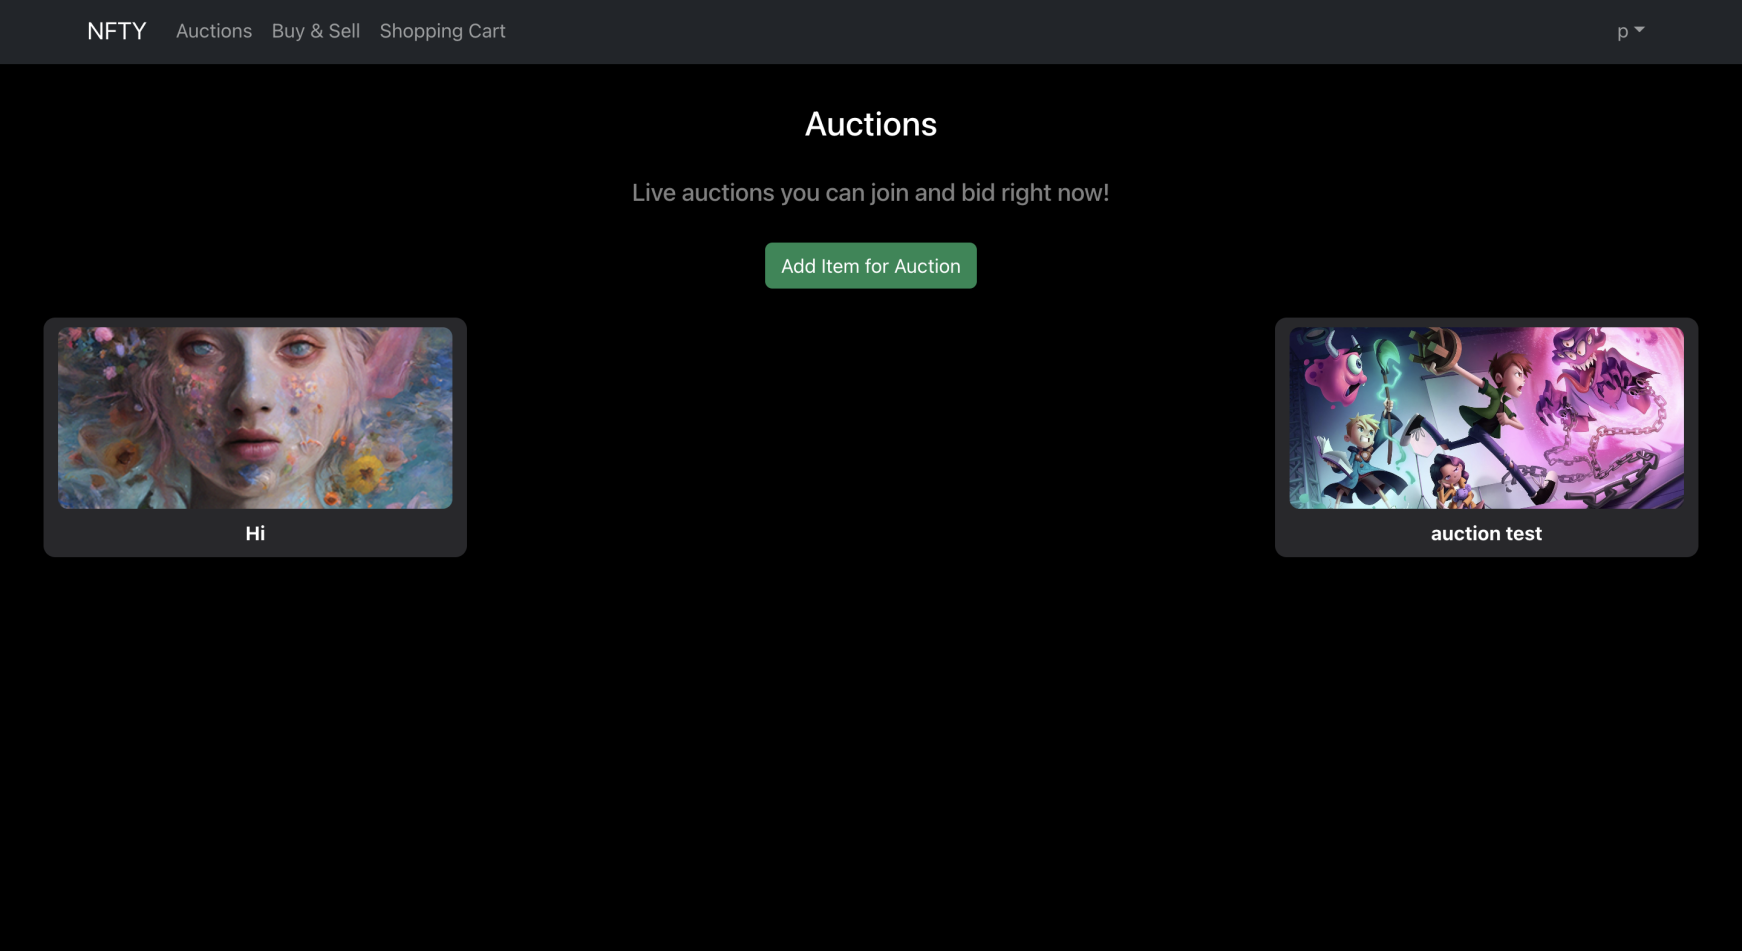 NFTY Auctions Buy & Sell Shopping Cart p
Auctions
Live auctions you can join and bid right now!
Add Item for Auction
Hi
auction test